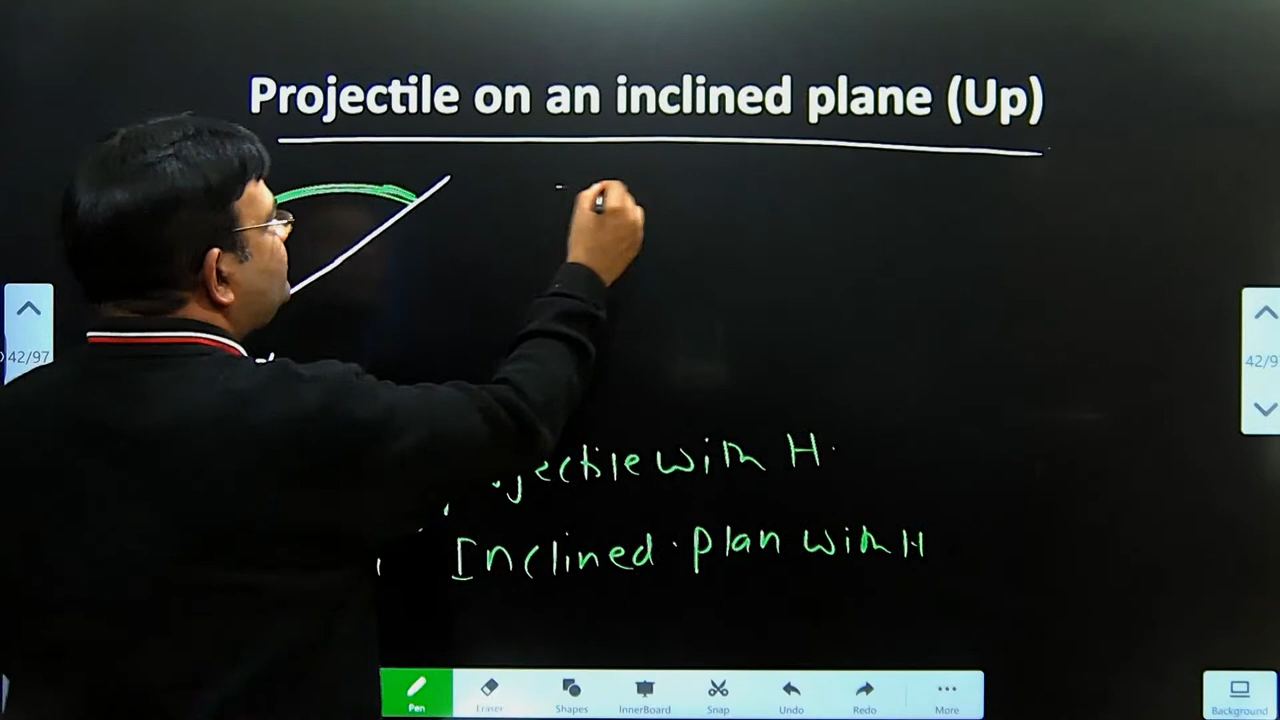 Projectile on an inclined plane (Up)
42/97
42/9
jectile with H.
Inclined. plan with H
Pen
Eraser
Shapes
InnerBoard
Snap
Undo
Redo
More
Background